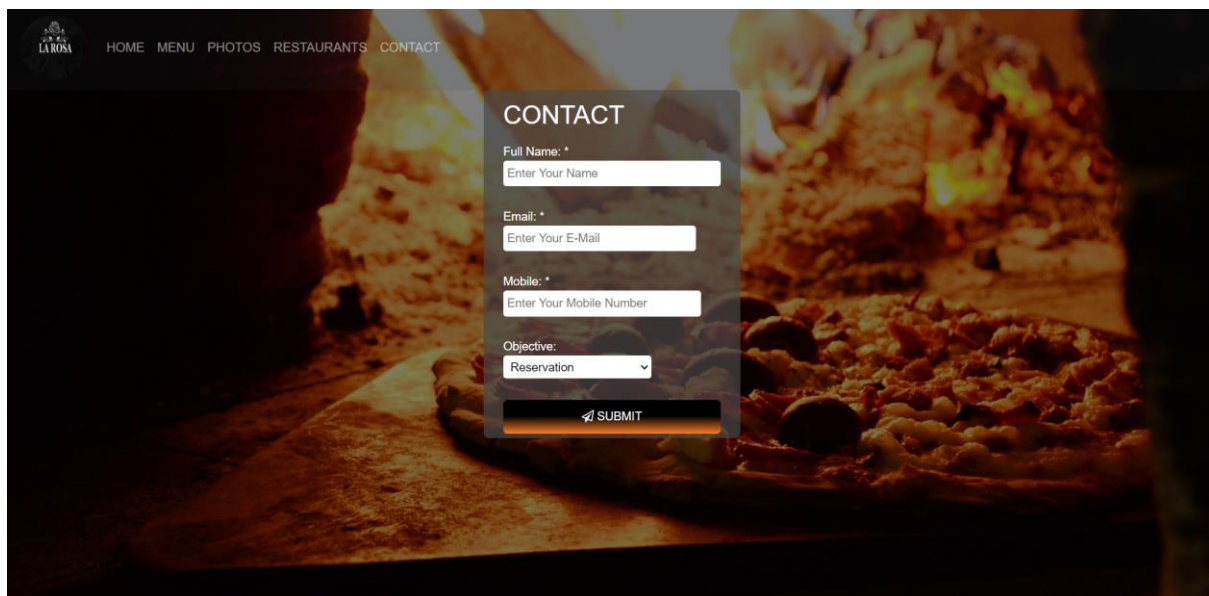 LA ROSA
HOME MENU PHOTOS RESTAURANTS CONTACT
CONTACT
Full Name: *
Enter Your Name
Email: *
Enter Your E-Mail
Mobile: *
Enter Your Mobile Number
Objective:
Reservation
SUBMIT